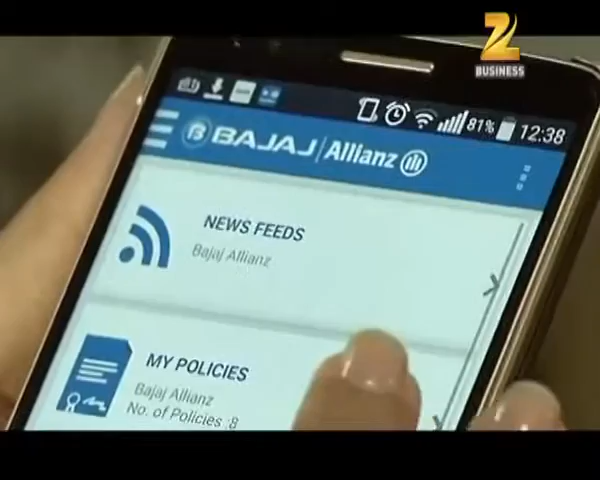 Z
BUSINESS
81% 12:38
B BAJAJ | Allianz
NEWS FEEDS
Bajaj Allianz
MY POLICIES
Bajaj Allianz
No. of Policies :8